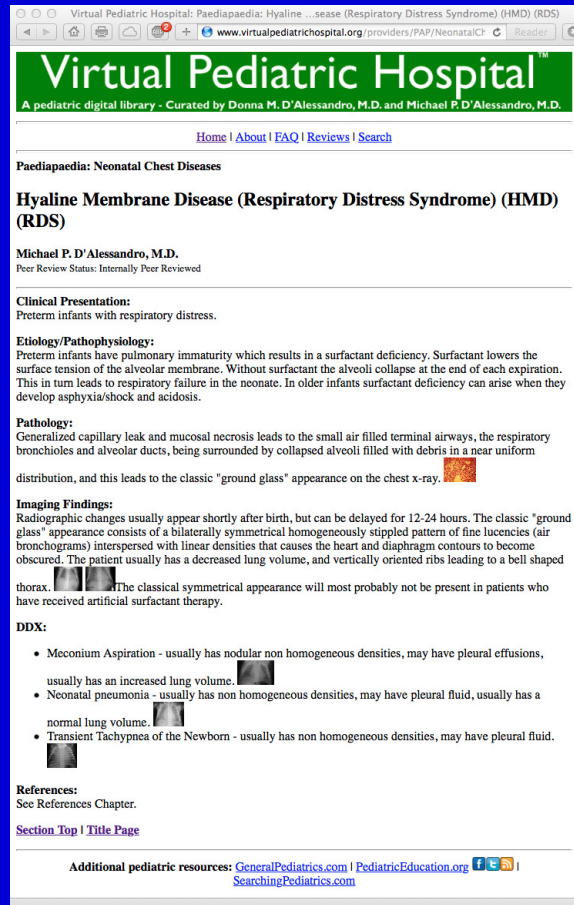 Virtual Pediatric Hospital: Paediapaedia: Hyaline ...sease (Respiratory Distress Syndrome) (HMD) (RDS)
2
www.virtualpediatrichospital.org/providers/PAP/NeonatalCh
Reader
Virtual Pediatric Hospital™
A pediatric digital library - Curated by Donna M. D'Alessandro, M.D. and Michael P. D'Alessandro, M.D.
Home | About | FAQ | Reviews | Search
Paediapaedia: Neonatal Chest Diseases
Hyaline Membrane Disease (Respiratory Distress Syndrome) (HMD)
(RDS)
Michael P. D'Alessandro, M.D.
Peer Review Status: Internally Peer Reviewed
Clinical Presentation:
Preterm infants with respiratory distress.
Etiology/Pathophysiology:
Preterm infants have pulmonary immaturity which results in a surfactant deficiency. Surfactant lowers the
surface tension of the alveolar membrane. Without surfactant the alveoli collapse at the end of each expiration.
This in turn leads to respiratory failure in the neonate. In older infants surfactant deficiency can arise when they
develop asphyxia/shock and acidosis.
Pathology:
Generalized capillary leak and mucosal necrosis leads to the small air filled terminal airways, the respiratory
bronchioles and alveolar ducts, being surrounded by collapsed alveoli filled with debris in a near uniform
distribution, and this leads to the classic "ground glass" appearance on the chest x-ray.
Imaging Findings:
Radiographic changes usually appear shortly after birth, but can be delayed for 12-24 hours. The classic "ground
glass" appearance consists of a bilaterally symmetrical homogeneously stippled pattern of fine lucencies (air
bronchograms) interspersed with linear densities that causes the heart and diaphragm contours to become
obscured. The patient usually has a decreased lung volume, and vertically oriented ribs leading to a bell shaped
thorax. The classical symmetrical appearance will most probably not be present in patients who
have received artificial surfactant therapy.
DDX:
• Meconium Aspiration - usually has nodular non homogeneous densities, may have pleural effusions,
usually has an increased lung volume.
• Neonatal pneumonia - usually has non homogeneous densities, may have pleural fluid, usually has a
normal lung volume.
• Transient Tachypnea of the Newborn - usually has non homogeneous densities, may have pleural fluid.
References:
See References Chapter.
Section Top | Title Page
Additional pediatric resources: GeneralPediatrics.com | PediatricEducation.org |
SearchingPediatrics.com